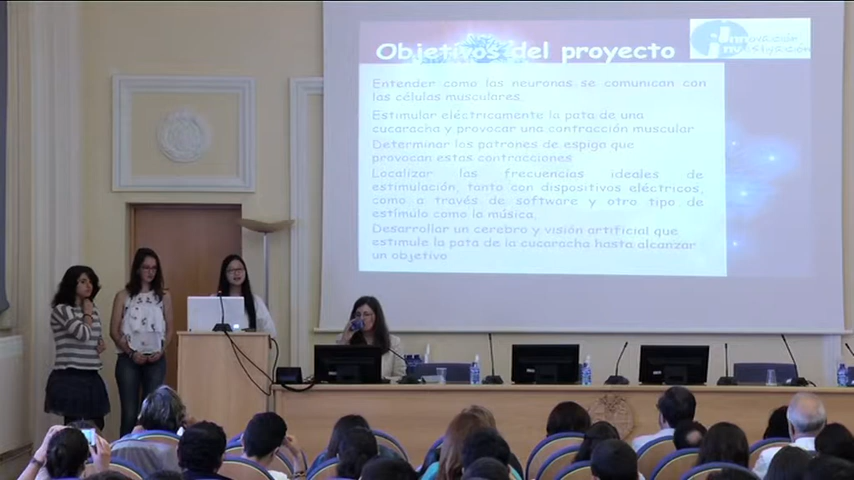 Objetivos del proyecto
innovación
investigación
Entender como las neuronas se comunican con
las células musculares
Estimular eléctricamente la pata de una
cucaracha y provocar una contracción muscular
Determinar los patrones de espiga que
provocan estas contracciones
Localizar las frecuencias ideales de
estimulación, tanto con dispositivos eléctricos,
como a través de software y otro tipo de
estímulo como la música.
Desarrollar un cerebro y visión artificial que
estimule la pata de la cucaracha hasta alcanzar
un objetivo